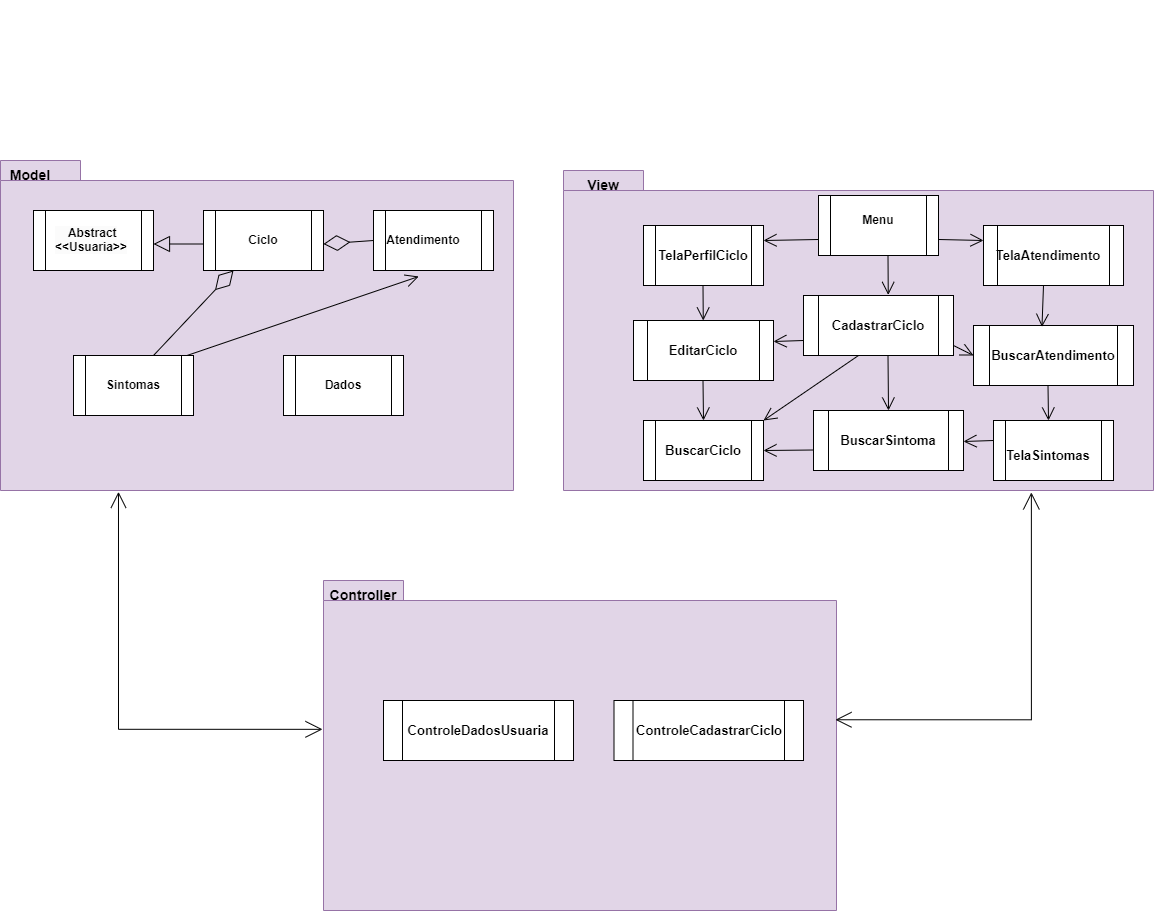 Model
Abstract
<<Usuaria>>
Ciclo
Atendimento
Sintomas
Dados
View
Menu
TelaPerfilCiclo
TelaAtendimento
CadastrarCiclo
EditarCiclo
BuscarAtendimento
BuscarCiclo
BuscarSintoma
TelaSintomas
Controller
ControleDadosUsuaria
ControleCadastrarCiclo